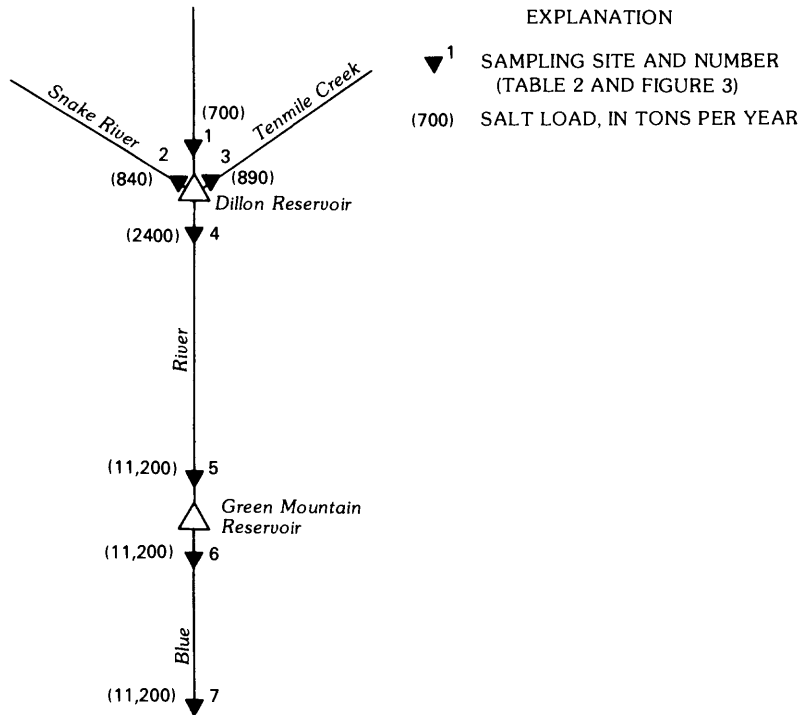 EXPLANATION
1 SAMPLING SITE AND NUMBER
(TABLE 2 AND FIGURE 3)
(700) SALT LOAD, IN TONS PER YEAR
Snake River
(700)
Tenmile Creek
1
2
3
(840)
(890)
Dillon Reservoir
(2400) 4
River
(11,200) 5
Green Mountain
Reservoir
(11,200) 6
Blue
(11,200) 7